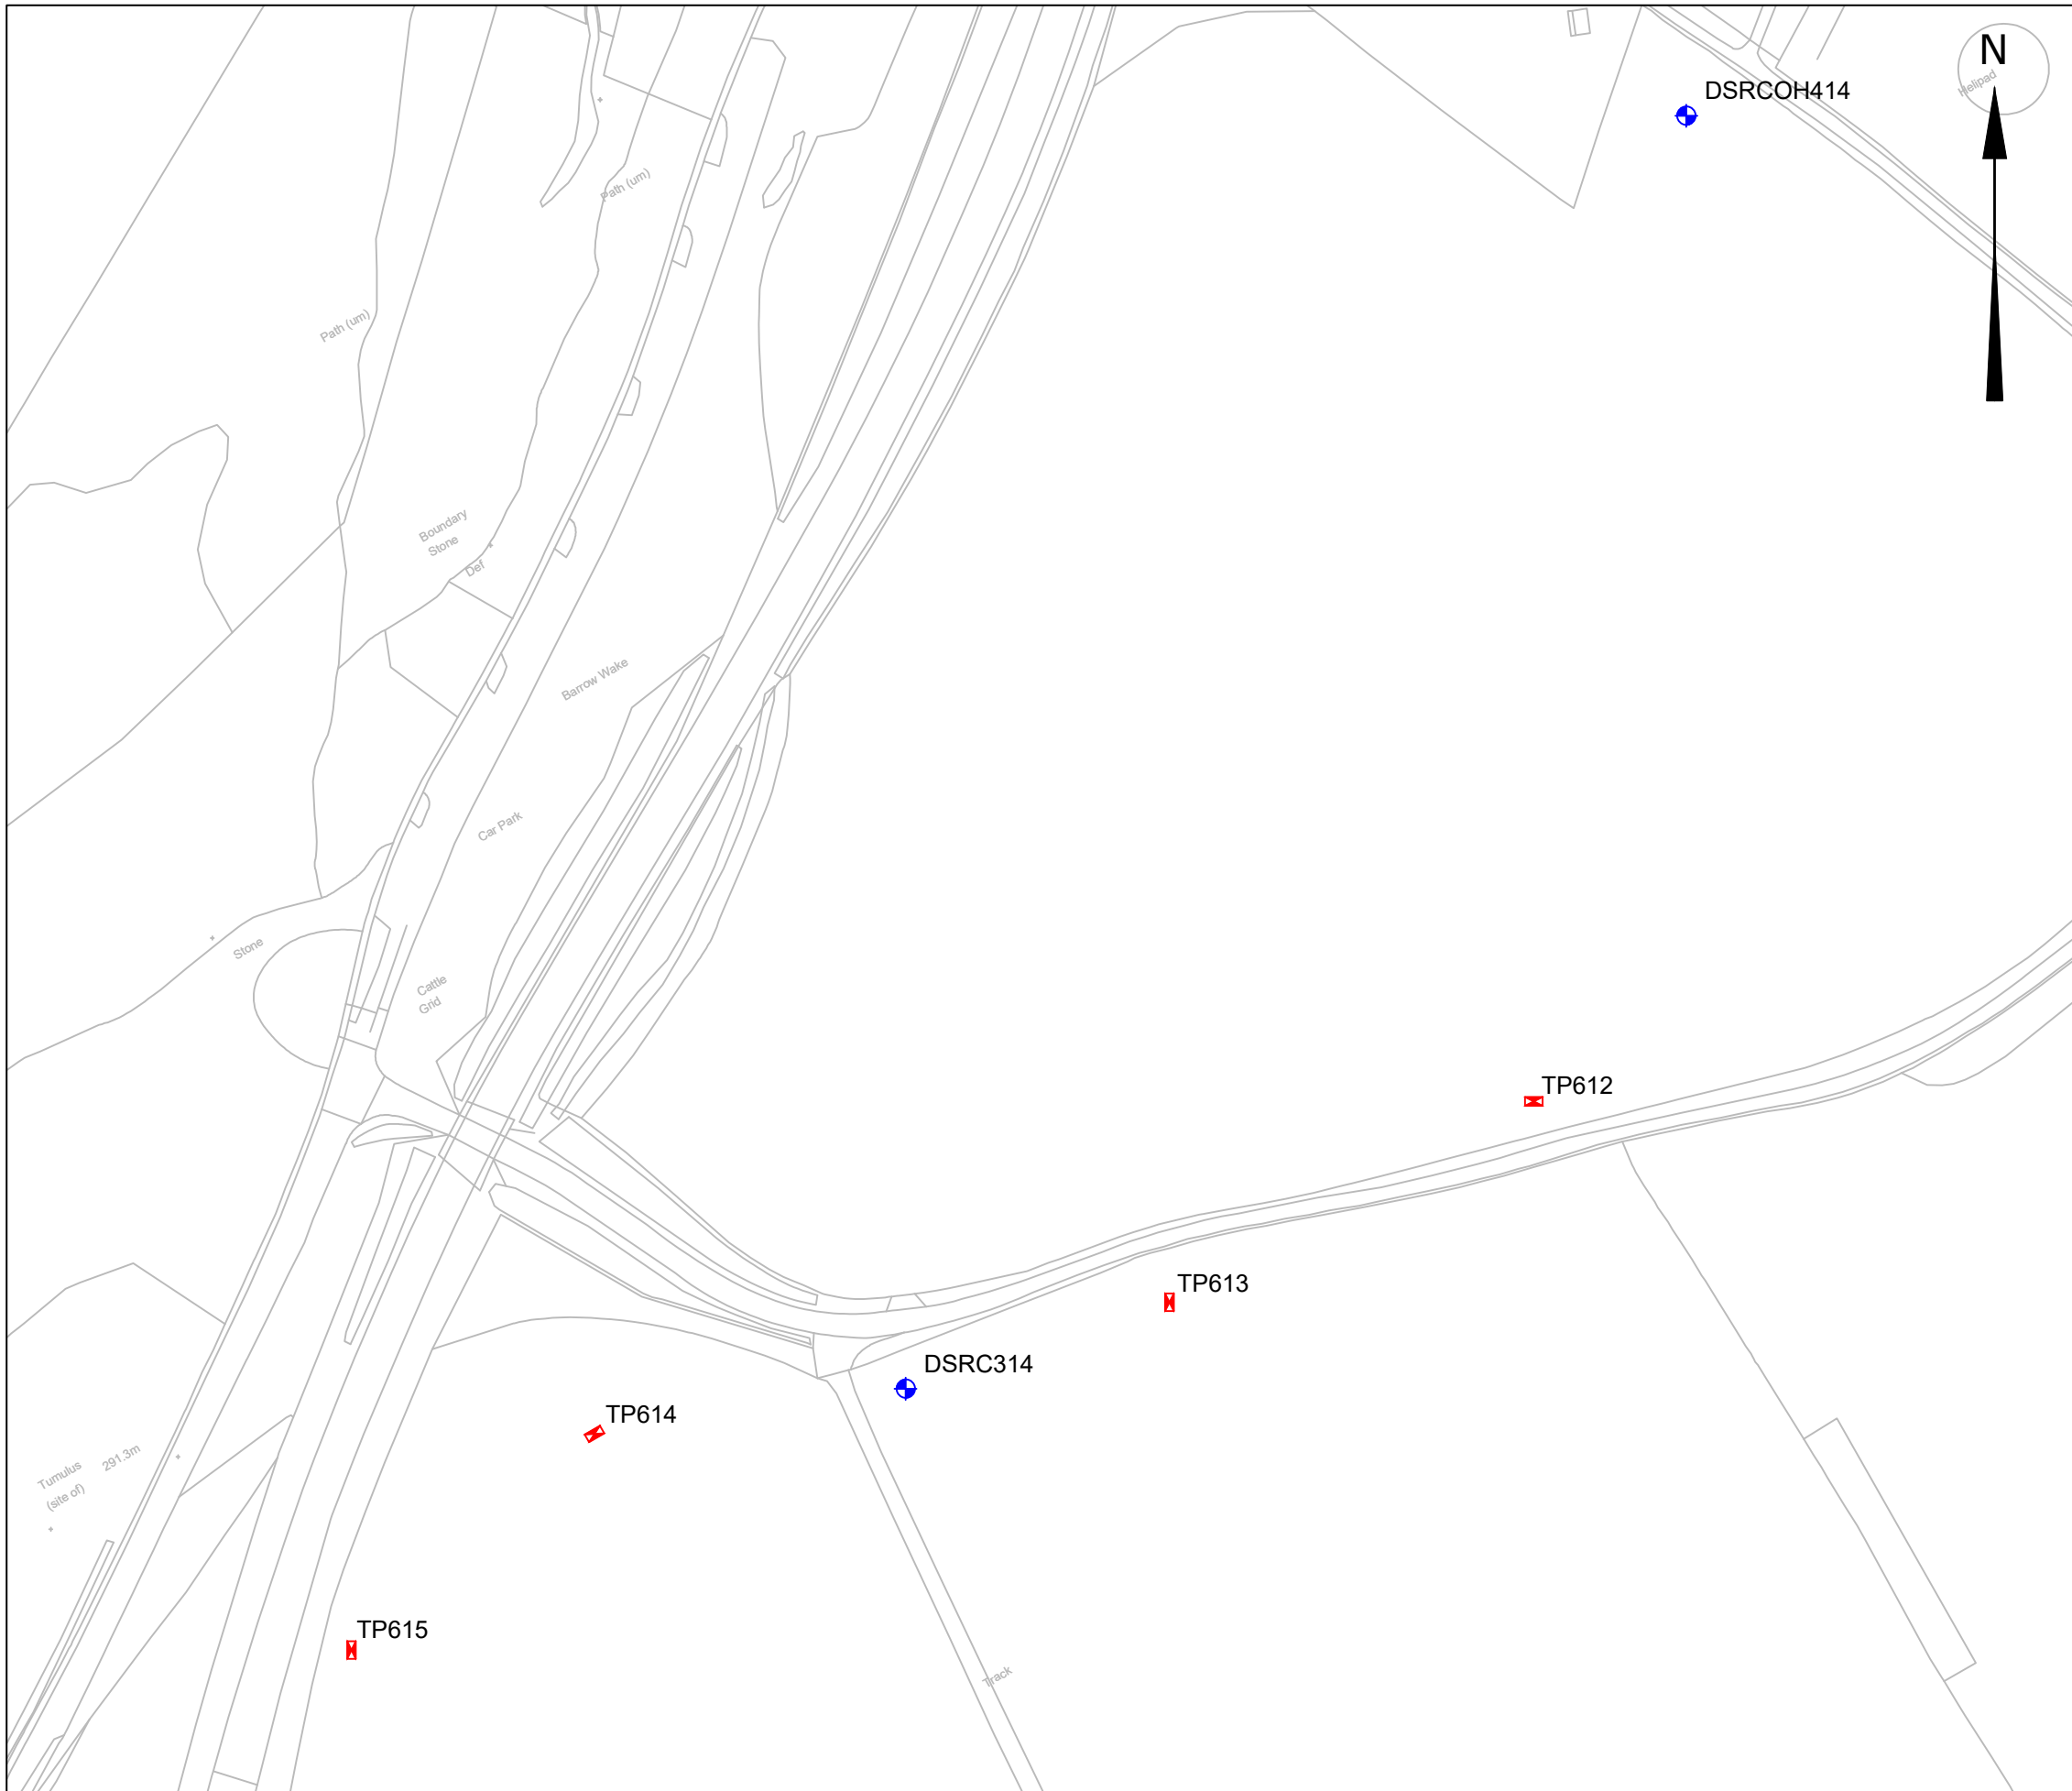 N
Helipad
DSRCOH414
Path (um)
Path (um)
Boundary
Stone
Def
Barrow Wake
Car Park
Stone
Cattle
Grid
TP612
TP613
DSRC314
TP614
Tumulus
(site of)
291.3m
TP615
Track